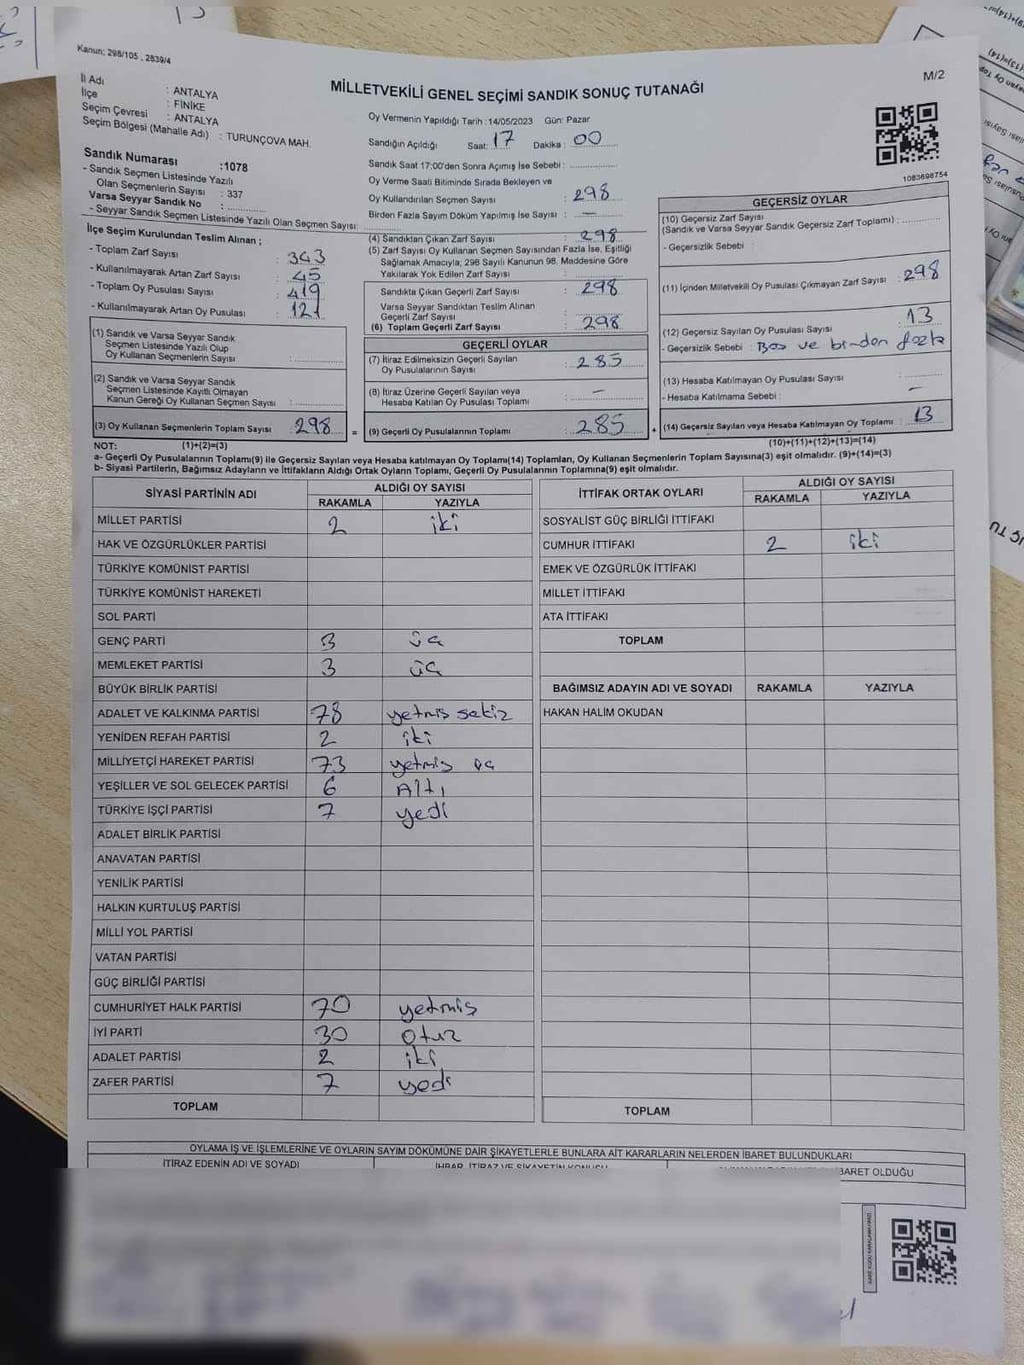 Kanun; 298/105 , 2839/4
MİLLETVEKİLİ GENEL SEÇİMİ SANDIK SONUÇ TUTANAĞI
M/2
İl Adı : ANTALYA
İlçe : FİNİKE
Seçim Çevresi : ANTALYA
Seçim Bölgesi (Mahalle Adı) : TURUNÇOVA MAH.
Sandık Numarası :1078
- Sandık Seçmen Listesinde Yazılı
Olan Seçmenlerin Sayısı : 337
Varsa Seyyar Sandık No :
- Seyyar Sandık Seçmen Listesinde Yazılı Olan Seçmen Sayısı :
Oy Vermenin Yapıldığı Tarih :14/05/2023 Gün: Pazar
Sandığın Açıldığı Saat: 17 Dakika : 00
Sandık Saat 17:00'den Sonra Açımış İse Sebebi :
Oy Verme Saati Bitiminde Sırada Bekleyen ve
Oy Kullandırılan Seçmen Sayısı : 298
Birden Fazla Sayım Döküm Yapılmış İse Sayısı : —
1083698754
İlçe Seçim Kurulundan Teslim Alınan ;
- Toplam Zarf Sayısı : 343
- Kullanılmayarak Artan Zarf Sayısı : 45
- Toplam Oy Pusulası Sayısı : 419
- Kullanılmayarak Artan Oy Pusulası : 121
(1) Sandık ve Varsa Seyyar Sandık
Seçmen Listesinde Yazılı Olup
Oy Kullanan Seçmenlerin Sayısı :
(2) Sandık ve Varsa Seyyar Sandık
Seçmen Listesinde Kayıtlı Olmayan
Kanun Gereği Oy Kullanan Seçmen Sayısı :
(3) Oy Kullanan Seçmenlerin Toplam Sayısı : 298 =
(4) Sandıktan Çıkan Zarf Sayısı : 298
(5) Zarf Sayısı Oy Kullanan Seçmen Sayısından Fazla İse, Eşitliği
Sağlamak Amacıyla, 298 Sayılı Kanunun 98. Maddesine Göre
Yakılarak Yok Edilen Zarf Sayısı :
Sandıkta Çıkan Geçerli Zarf Sayısı : 298
Varsa Seyyar Sandıktan Teslim Alınan
Geçerli Zarf Sayısı :
(6) Toplam Geçerli Zarf Sayısı : 298
GEÇERLİ OYLAR
(7) İtiraz Edilmeksizin Geçerli Sayılan
Oy Pusulalarının Sayısı : 285
(8) İtiraz Üzerine Geçerli Sayılan veya
Hesaba Katılan Oy Pusulası Toplamı : —
(9) Geçerli Oy Pusulalarının Toplamı : 285 +
GEÇERSİZ OYLAR
(10) Geçersiz Zarf Sayısı
(Sandık ve Varsa Seyyar Sandık Geçersiz Zarf Toplamı) :
- Geçersizlik Sebebi :
(11) İçinden Milletvekili Oy Pusulası Çıkmayan Zarf Sayısı : 298
(12) Geçersiz Sayılan Oy Pusulası Sayısı : 13
- Geçersizlik Sebebi : Boş ve birden fazla
(13) Hesaba Katılmayan Oy Pusulası Sayısı :
- Hesaba Katılmama Sebebi : —
(14) Geçersiz Sayılan veya Hesaba Katılmayan Oy Toplamı : 13
NOT: (1)+(2)=(3)
(10)+(11)+(12)+(13)=(14)
a- Geçerli Oy Pusulalarının Toplamı(9) ile Geçersiz Sayılan veya Hesaba katılmayan Oy Toplamı(14) Toplamları, Oy Kullanan Seçmenlerin Toplam Sayısına(3) eşit olmalıdır. (9)+(14)=(3)
b- Siyasi Partilerin, Bağımsız Adayların ve İttifakların Aldığı Ortak Oyların Toplamı, Geçerli Oy Pusulalarının Toplamına(9) eşit olmalıdır.
SİYASİ PARTİNİN ADI
ALDIĞI OY SAYISI
RAKAMLA YAZIYLA
MİLLET PARTİSİ 2 iki
HAK VE ÖZGÜRLÜKLER PARTİSİ
TÜRKİYE KOMÜNİST PARTİSİ
TÜRKİYE KOMÜNİST HAREKETİ
SOL PARTİ
GENÇ PARTİ 3 üç
MEMLEKET PARTİSİ 3 üç
BÜYÜK BİRLİK PARTİSİ
ADALET VE KALKINMA PARTİSİ 78 yetmiş sekiz
YENİDEN REFAH PARTİSİ 2 iki
MİLLİYETÇİ HAREKET PARTİSİ 73 yetmiş üç
YEŞİLLER VE SOL GELECEK PARTİSİ 6 Altı
TÜRKİYE İŞÇİ PARTİSİ 7 yedi
ADALET BİRLİK PARTİSİ
ANAVATAN PARTİSİ
YENİLİK PARTİSİ
HALKIN KURTULUŞ PARTİSİ
MİLLİ YOL PARTİSİ
VATAN PARTİSİ
GÜÇ BİRLİĞİ PARTİSİ
CUMHURİYET HALK PARTİSİ 70 yetmiş
İYİ PARTİ 30 otuz
ADALET PARTİSİ 2 iki
ZAFER PARTİSİ 7 yedi
TOPLAM
İTTİFAK ORTAK OYLARI
ALDIĞI OY SAYISI
RAKAMLA YAZIYLA
SOSYALİST GÜÇ BİRLİĞİ İTTİFAKI
CUMHUR İTTİFAKI 2 iki
EMEK VE ÖZGÜRLÜK İTTİFAKI
MİLLET İTTİFAKI
ATA İTTİFAKI
TOPLAM
BAĞIMSIZ ADAYIN ADI VE SOYADI RAKAMLA YAZIYLA
HAKAN HALİM OKUDAN
TOPLAM
OYLAMA İŞ VE İŞLEMLERİNE VE OYLARIN SAYIM DÖKÜMÜNE DAİR ŞİKAYETLERLE BUNLARA AİT KARARLARIN NELERDEN İBARET BULUNDUKLARI
İTİRAZ EDENİN ADI VE SOYADI
İHBAR, İTİRAZ VE ŞİKAYETİN KONUSU
İBARET OLDUĞU